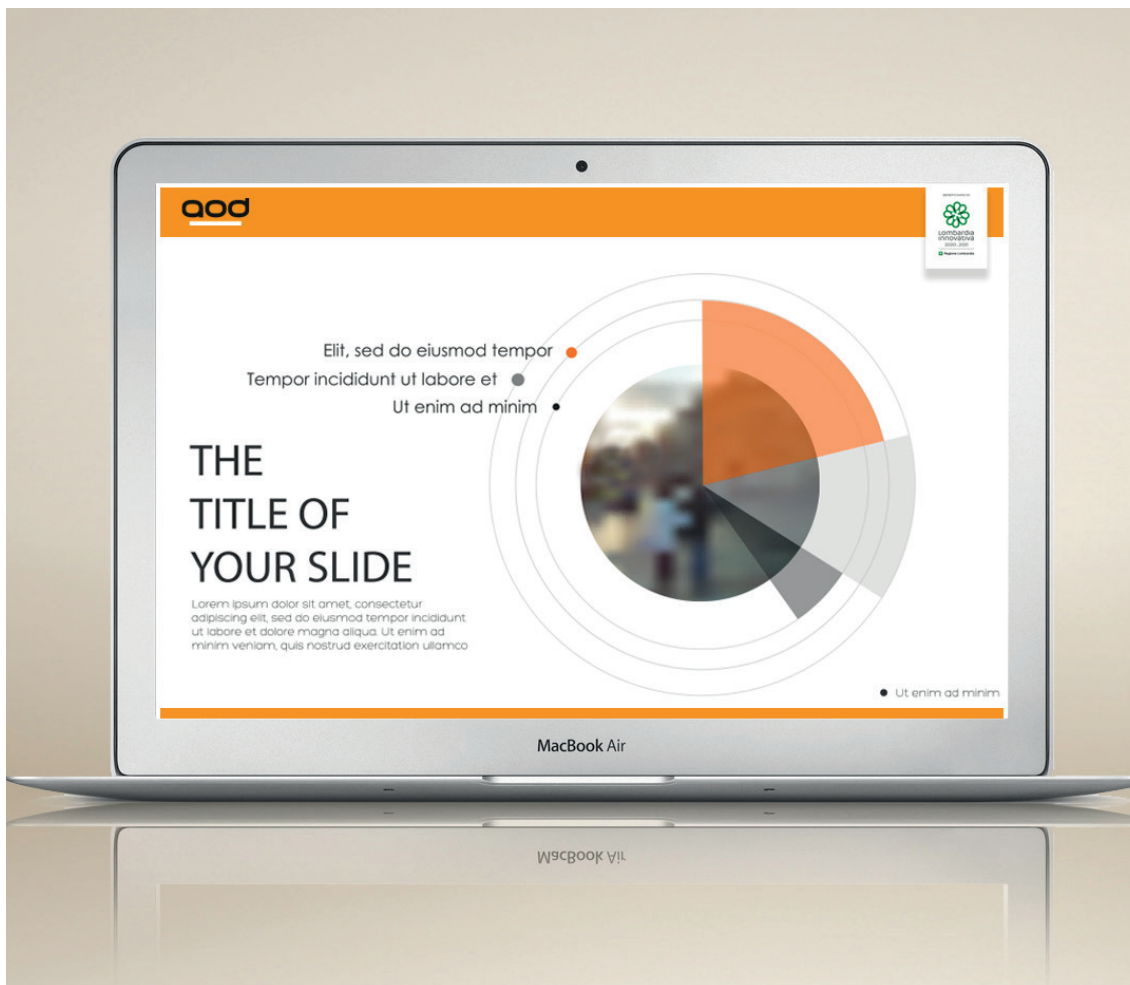 aod
Lombardia
innovativa
Regione Lombardia
Elit, sed do eiusmod tempor
Tempor incididunt ut labore et
Ut enim ad minim
THE
TITLE OF
YOUR SLIDE
Lorem ipsum dolor sit amet, consectetur
adipiscing elit, sed do eiusmod tempor incididunt
ut labore et dolore magna aliqua. Ut enim ad
minim veniam, quis nostrud exercitation ullamco
Ut enim ad minim
MacBook Air
MacBook Air